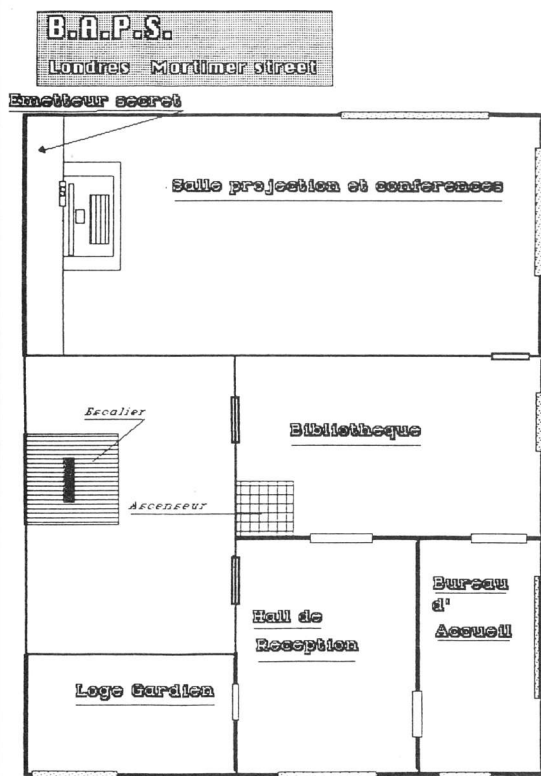 B.A.P.S.
Londres Mortimer street
Emetteur secret
Salle projection et conferences
Escalier
Bibliotheque
Ascenseur
Hall de
Reception
Bureau
d'
Accueil
Loge Gardien